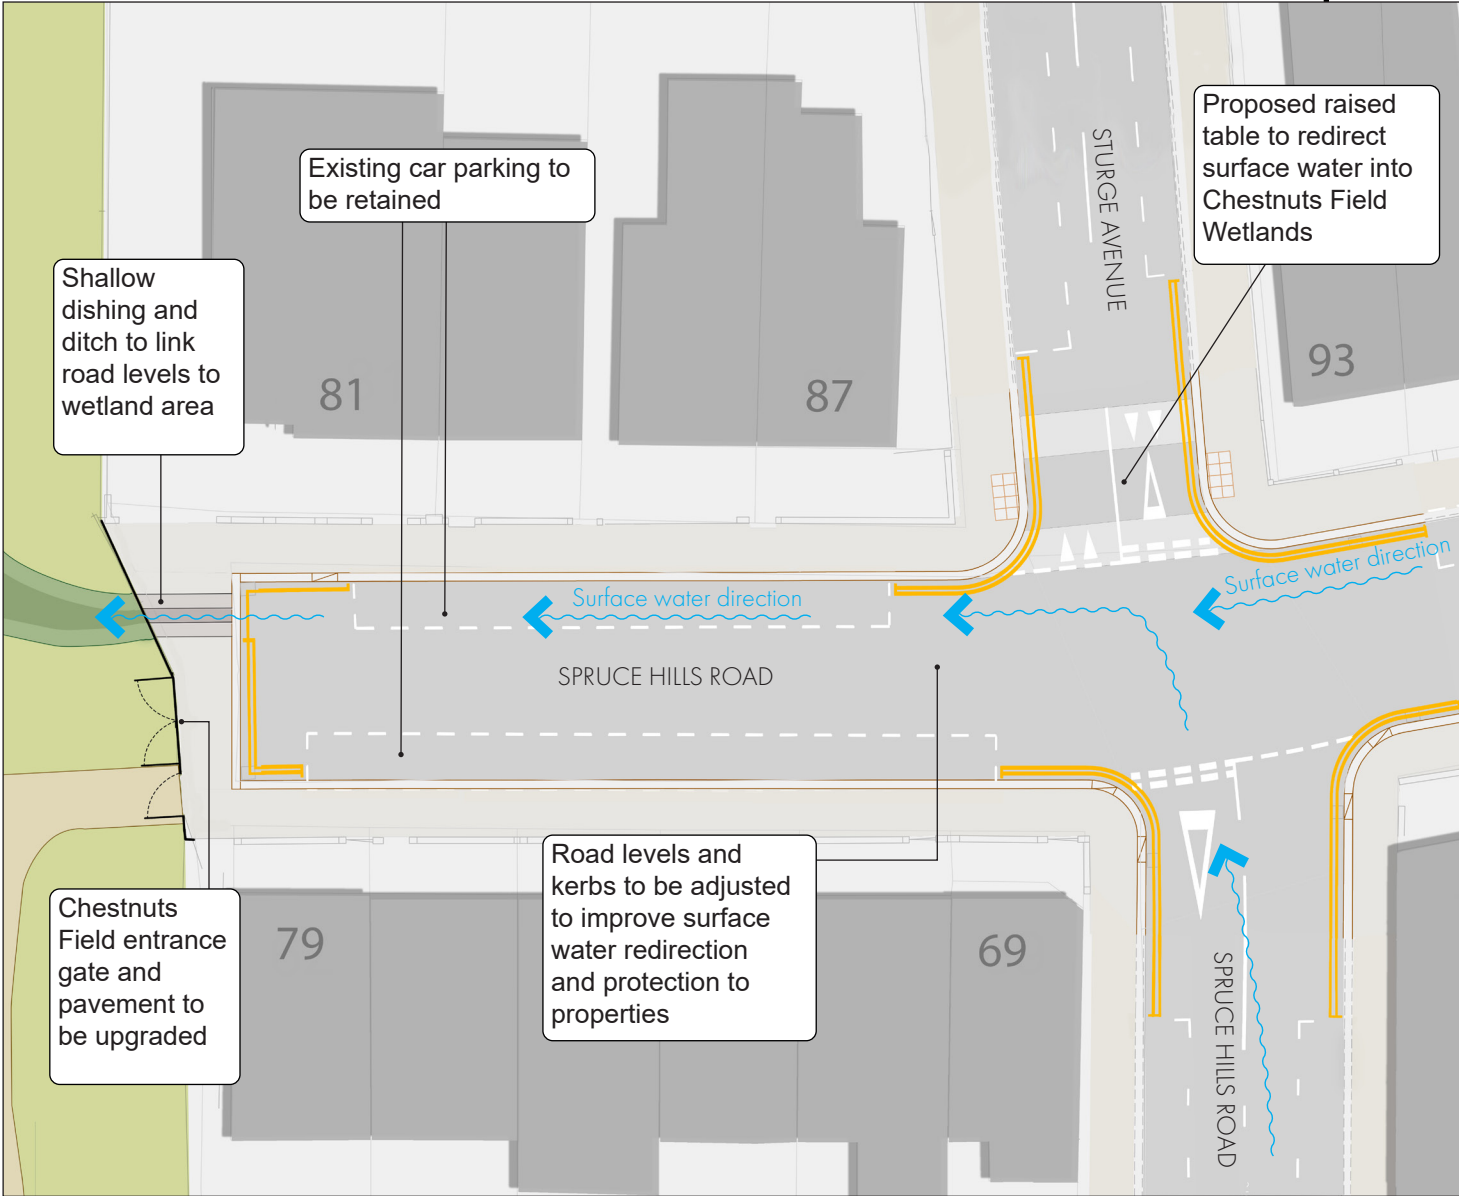 Proposed raised
table to redirect
surface water into
Chestnuts Field
Wetlands
STURGE AVENUE
Existing car parking to
be retained
Shallow
dishing and
ditch to link
road levels to
wetland area
81
87
93
Surface water direction
Surface water direction
SPRUCE HILLS ROAD
Road levels and
kerbs to be adjusted
to improve surface
water redirection
and protection to
properties
Chestnuts
Field entrance
gate and
pavement to
be upgraded
79
69
SPRUCE HILLS ROAD